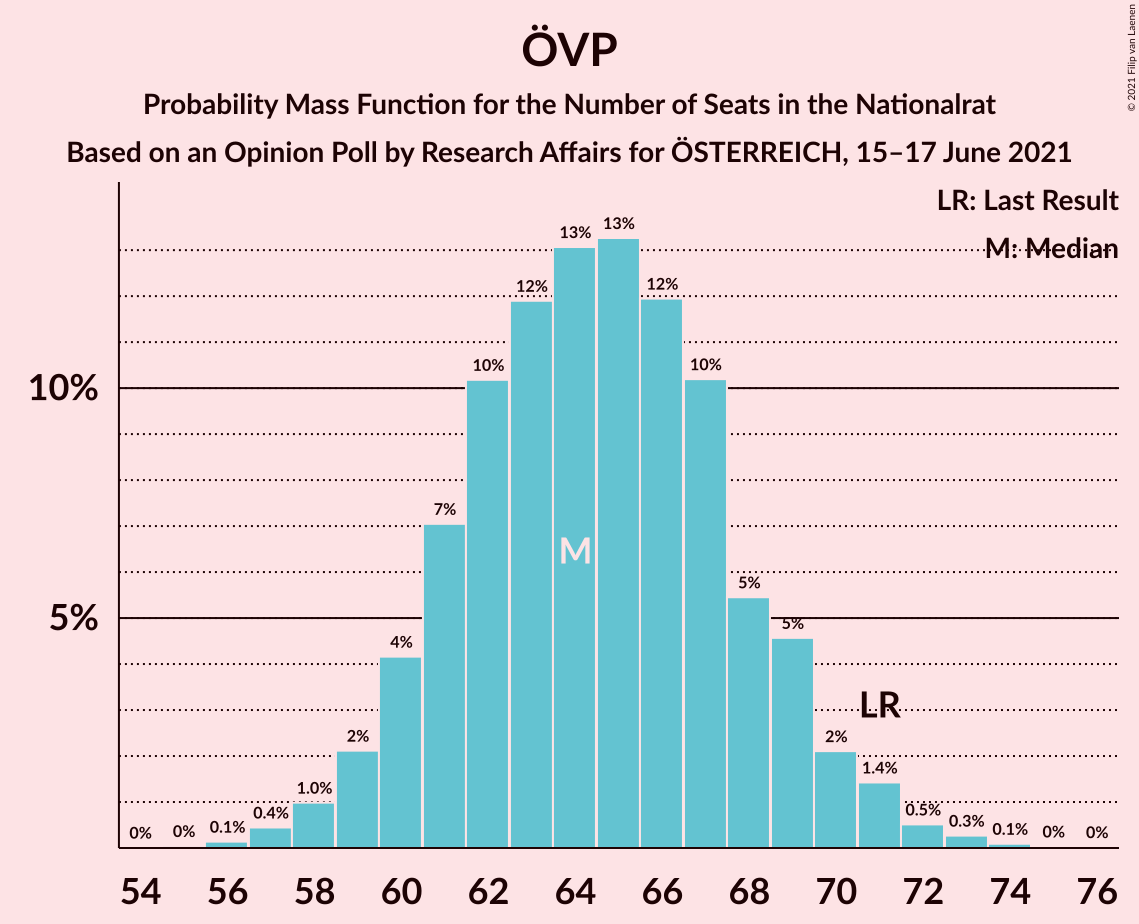 ÖVP
Probability Mass Function for the Number of Seats in the Nationalrat
Based on an Opinion Poll by Research Affairs for ÖSTERREICH, 15–17 June 2021
© 2021 Filip van Laenen
LR: Last Result
M: Median
10%
5%
0%
0%
0.1%
0.4%
1.0%
2%
4%
7%
10%
12%
13%
13%
12%
10%
5%
5%
2%
1.4%
0.5%
0.3%
0.1%
0%
0%
M
LR
54 56 58 60 62 64 66 68 70 72 74 76